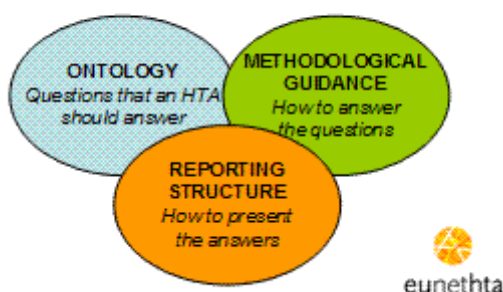 ONTOLOGY
Questions that an HTA
should answer
METHODOLOGICAL
GUIDANCE
How to answer
the questions
REPORTING
STRUCTURE
How to present
the answers
eunethta